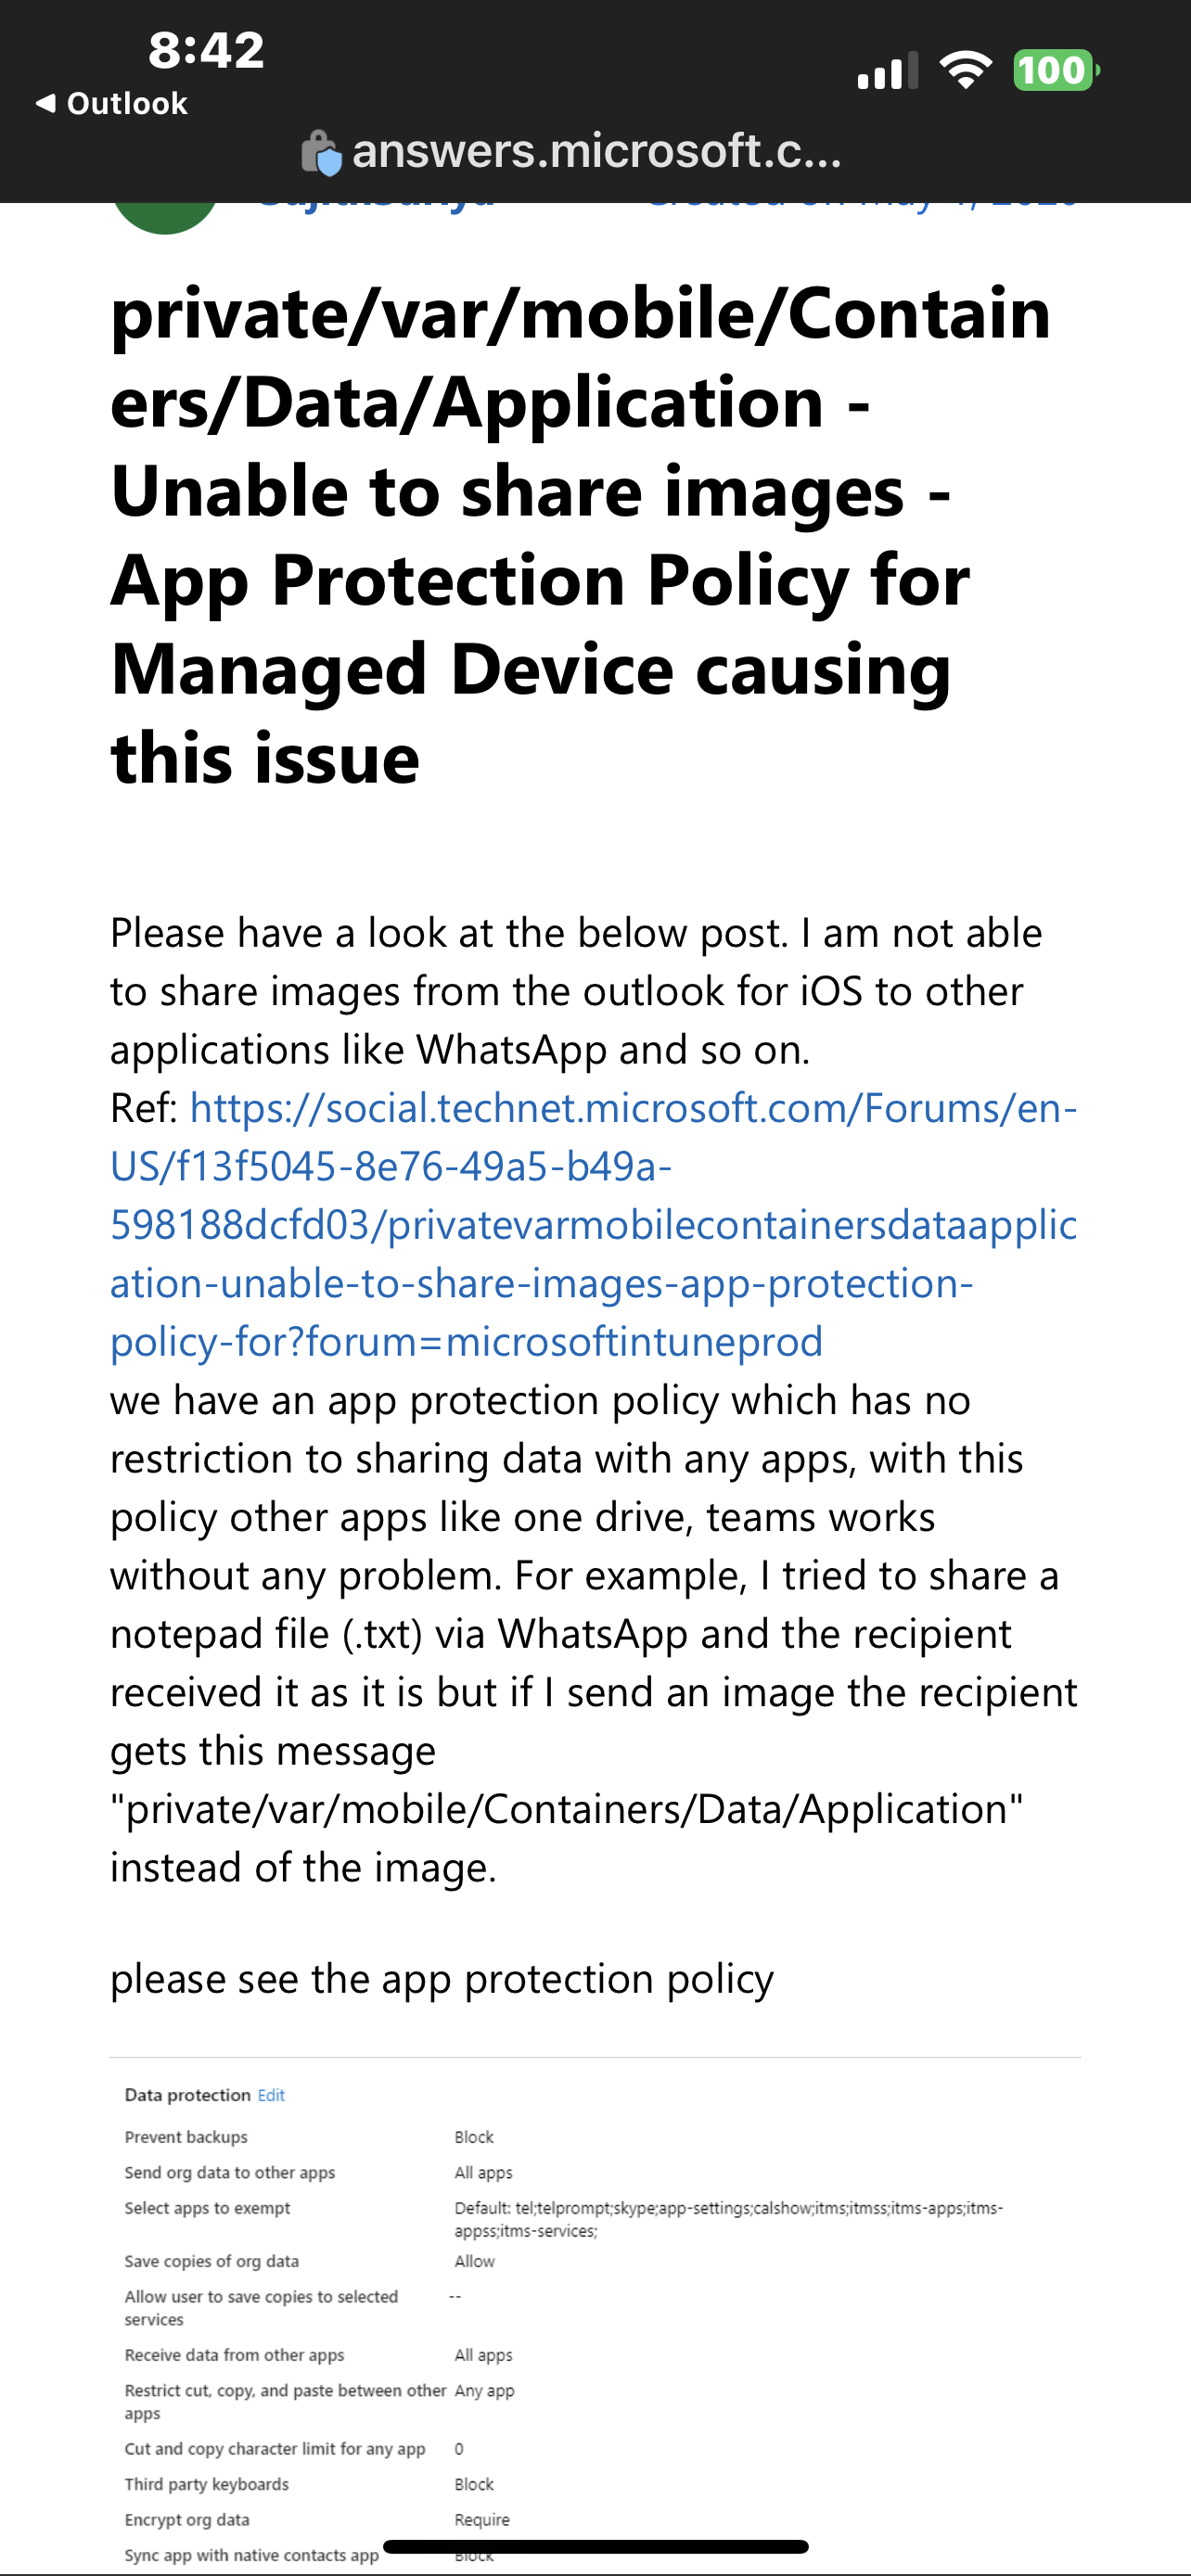 8:42
100
◀ Outlook
answers.microsoft.c...
private/var/mobile/Contain
ers/Data/Application -
Unable to share images -
App Protection Policy for
Managed Device causing
this issue
Please have a look at the below post. I am not able
to share images from the outlook for iOS to other
applications like WhatsApp and so on.
Ref: https://social.technet.microsoft.com/Forums/en-
US/f13f5045-8e76-49a5-b49a-
598188dcfd03/privatevarmobilecontainersdataapplic
ation-unable-to-share-images-app-protection-
policy-for?forum=microsoftintuneprod
we have an app protection policy which has no
restriction to sharing data with any apps, with this
policy other apps like one drive, teams works
without any problem. For example, I tried to share a
notepad file (.txt) via WhatsApp and the recipient
received it as it is but if I send an image the recipient
gets this message
"private/var/mobile/Containers/Data/Application"
instead of the image.
please see the app protection policy
Data protection Edit
Prevent backups Block
Send org data to other apps All apps
Select apps to exempt Default: tel;telprompt;skype;app-settings;calshow;itms;itmss;itms-apps;itms-
appss;itms-services;
Save copies of org data Allow
Allow user to save copies to selected --
services
Receive data from other apps All apps
Restrict cut, copy, and paste between other Any app
apps
Cut and copy character limit for any app 0
Third party keyboards Block
Encrypt org data Require
Sync app with native contacts app Block